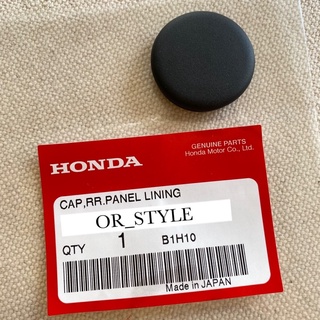 GENUINE PARTS
Honda Motor Co., Ltd.
HONDA
CAP,RR.PANEL LINING
OR_STYLE
QTY 1 B1H10
Made in JAPAN